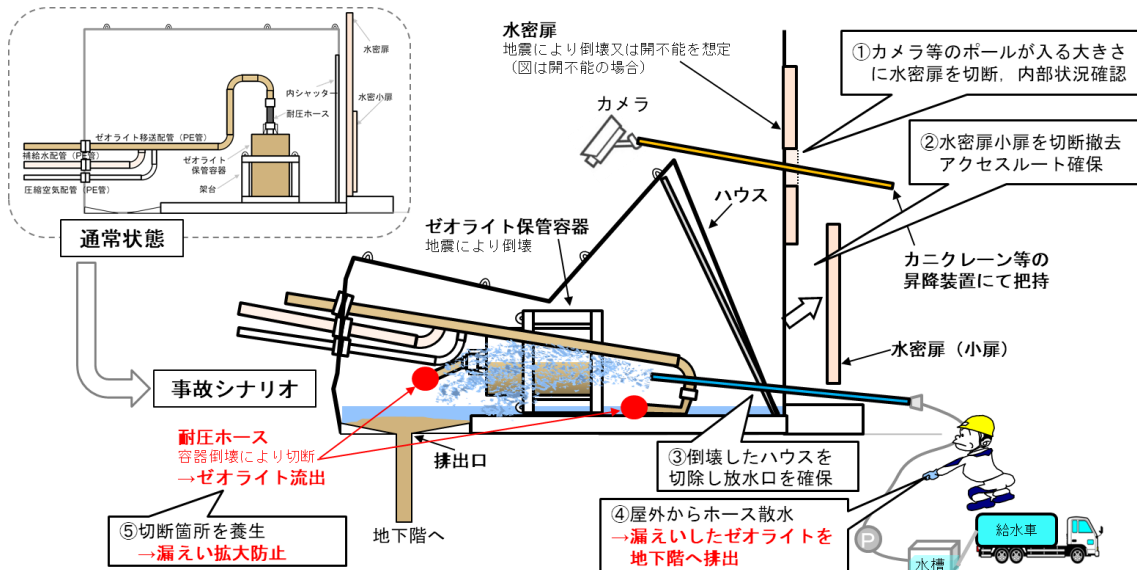 水密扉
内シャッター
水密小扉
耐圧ホース
ゼオライト移送配管（PE管）
補給水配管（PE管）
圧縮空気配管（PE管）
ゼオライト
保管容器
架台
通常状態
事故シナリオ
水密扉
地震により倒壊又は開不能を想定
（図は開不能の場合）
カメラ
①カメラ等のポールが入る大きさ
に水密扉を切断，内部状況確認
②水密扉小扉を切断撤去
アクセスルート確保
ハウス
ゼオライト保管容器
地震により倒壊
カニクレーン等の
昇降装置にて把持
水密扉（小扉）
耐圧ホース
容器倒壊により切断
→ゼオライト流出
排出口
③倒壊したハウスを
切除し放水口を確保
⑤切断箇所を養生
→漏えい拡大防止
地下階へ
④屋外からホース散水
→漏えいしたゼオライトを
地下階へ排出
P
水槽
給水車